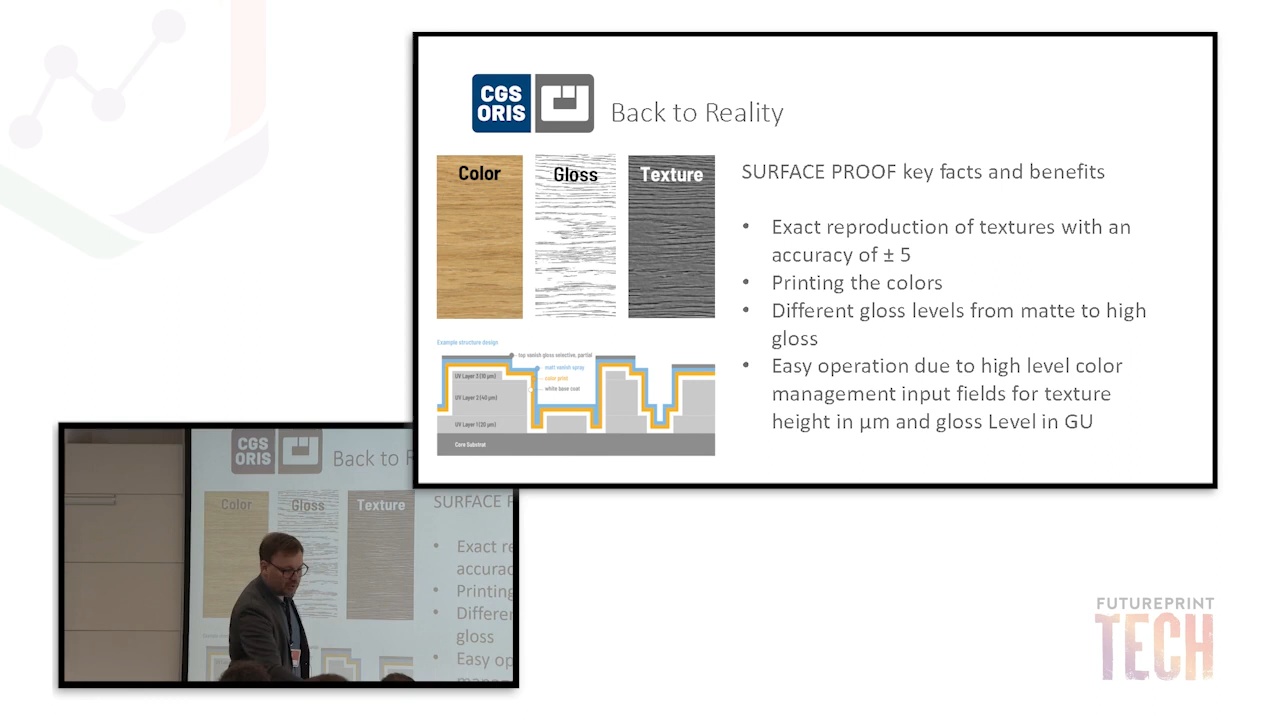 CGS
ORIS
Back to Reality
Color
Gloss
Texture
SURFACE PROOF key facts and benefits
• Exact reproduction of textures with an
accuracy of ± 5
• Printing the colors
• Different gloss levels from matte to high
gloss
• Easy operation due to high level color
management input fields for texture
height in µm and gloss Level in GU
Example structure design
top vanish gloss selective, partial
matt vanish spray
color print
white base coat
UV Layer 3 (10 µm)
UV Layer 2 (40 µm)
UV Layer 1 (20 µm)
Core Substrat
CGS
ORIS
Back to R
Color
Gloss
Texture
SURFACE P
• Exact re
accurac
• Printing
• Differer
gloss
• Easy op
FUTUREPRINT
TECH